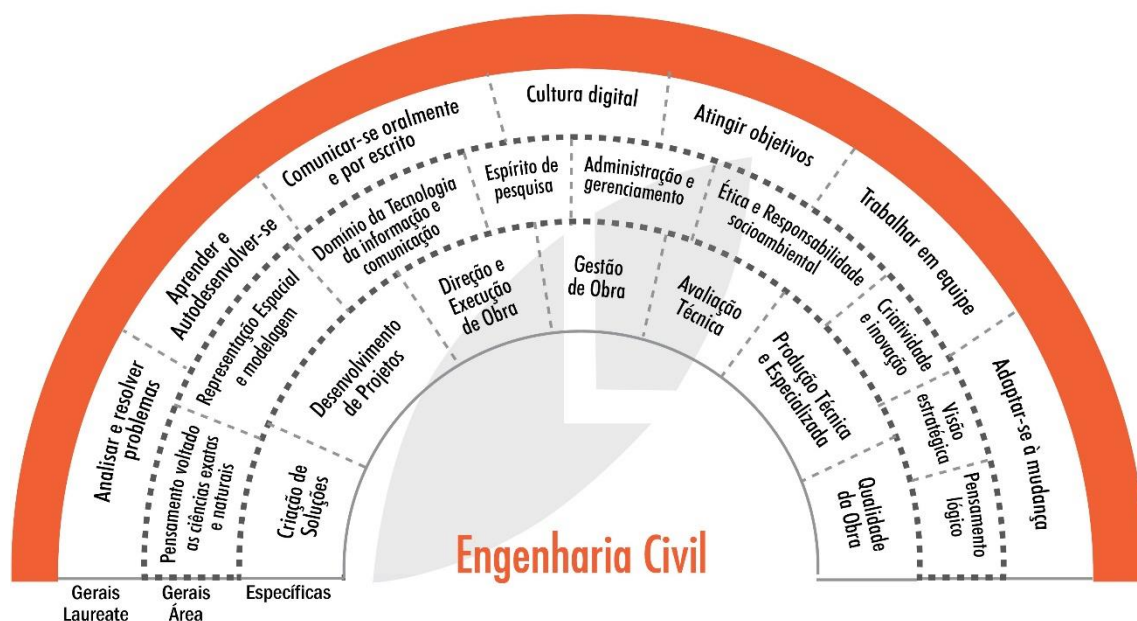 Analisar e resolver
problemas
Aprender e
Autodesenvolver-se
Comunicar-se oralmente
e por escrito
Cultura digital
Atingir objetivos
Trabalhar em equipe
Adaptar-se à mudança
Pensamento voltado
as ciências exatas
e naturais
Representação Espacial
e modelagem
Domínio da Tecnologia
da informação e
comunicação
Espírito de
pesquisa
Administração e
gerenciamento
Ética e Responsabilidade
socioambiental
Criatividade
e inovação
Visão
estratégica
Pensamento
lógico
Criação de
Soluções
Desenvolvimento
de Projetos
Direção e
Execução
de Obra
Gestão
de Obra
Avaliação
Técnica
Produção Técnica
e Especializada
Qualidade
da Obra
Engenharia Civil
Gerais
Laureate
Gerais
Área
Específicas